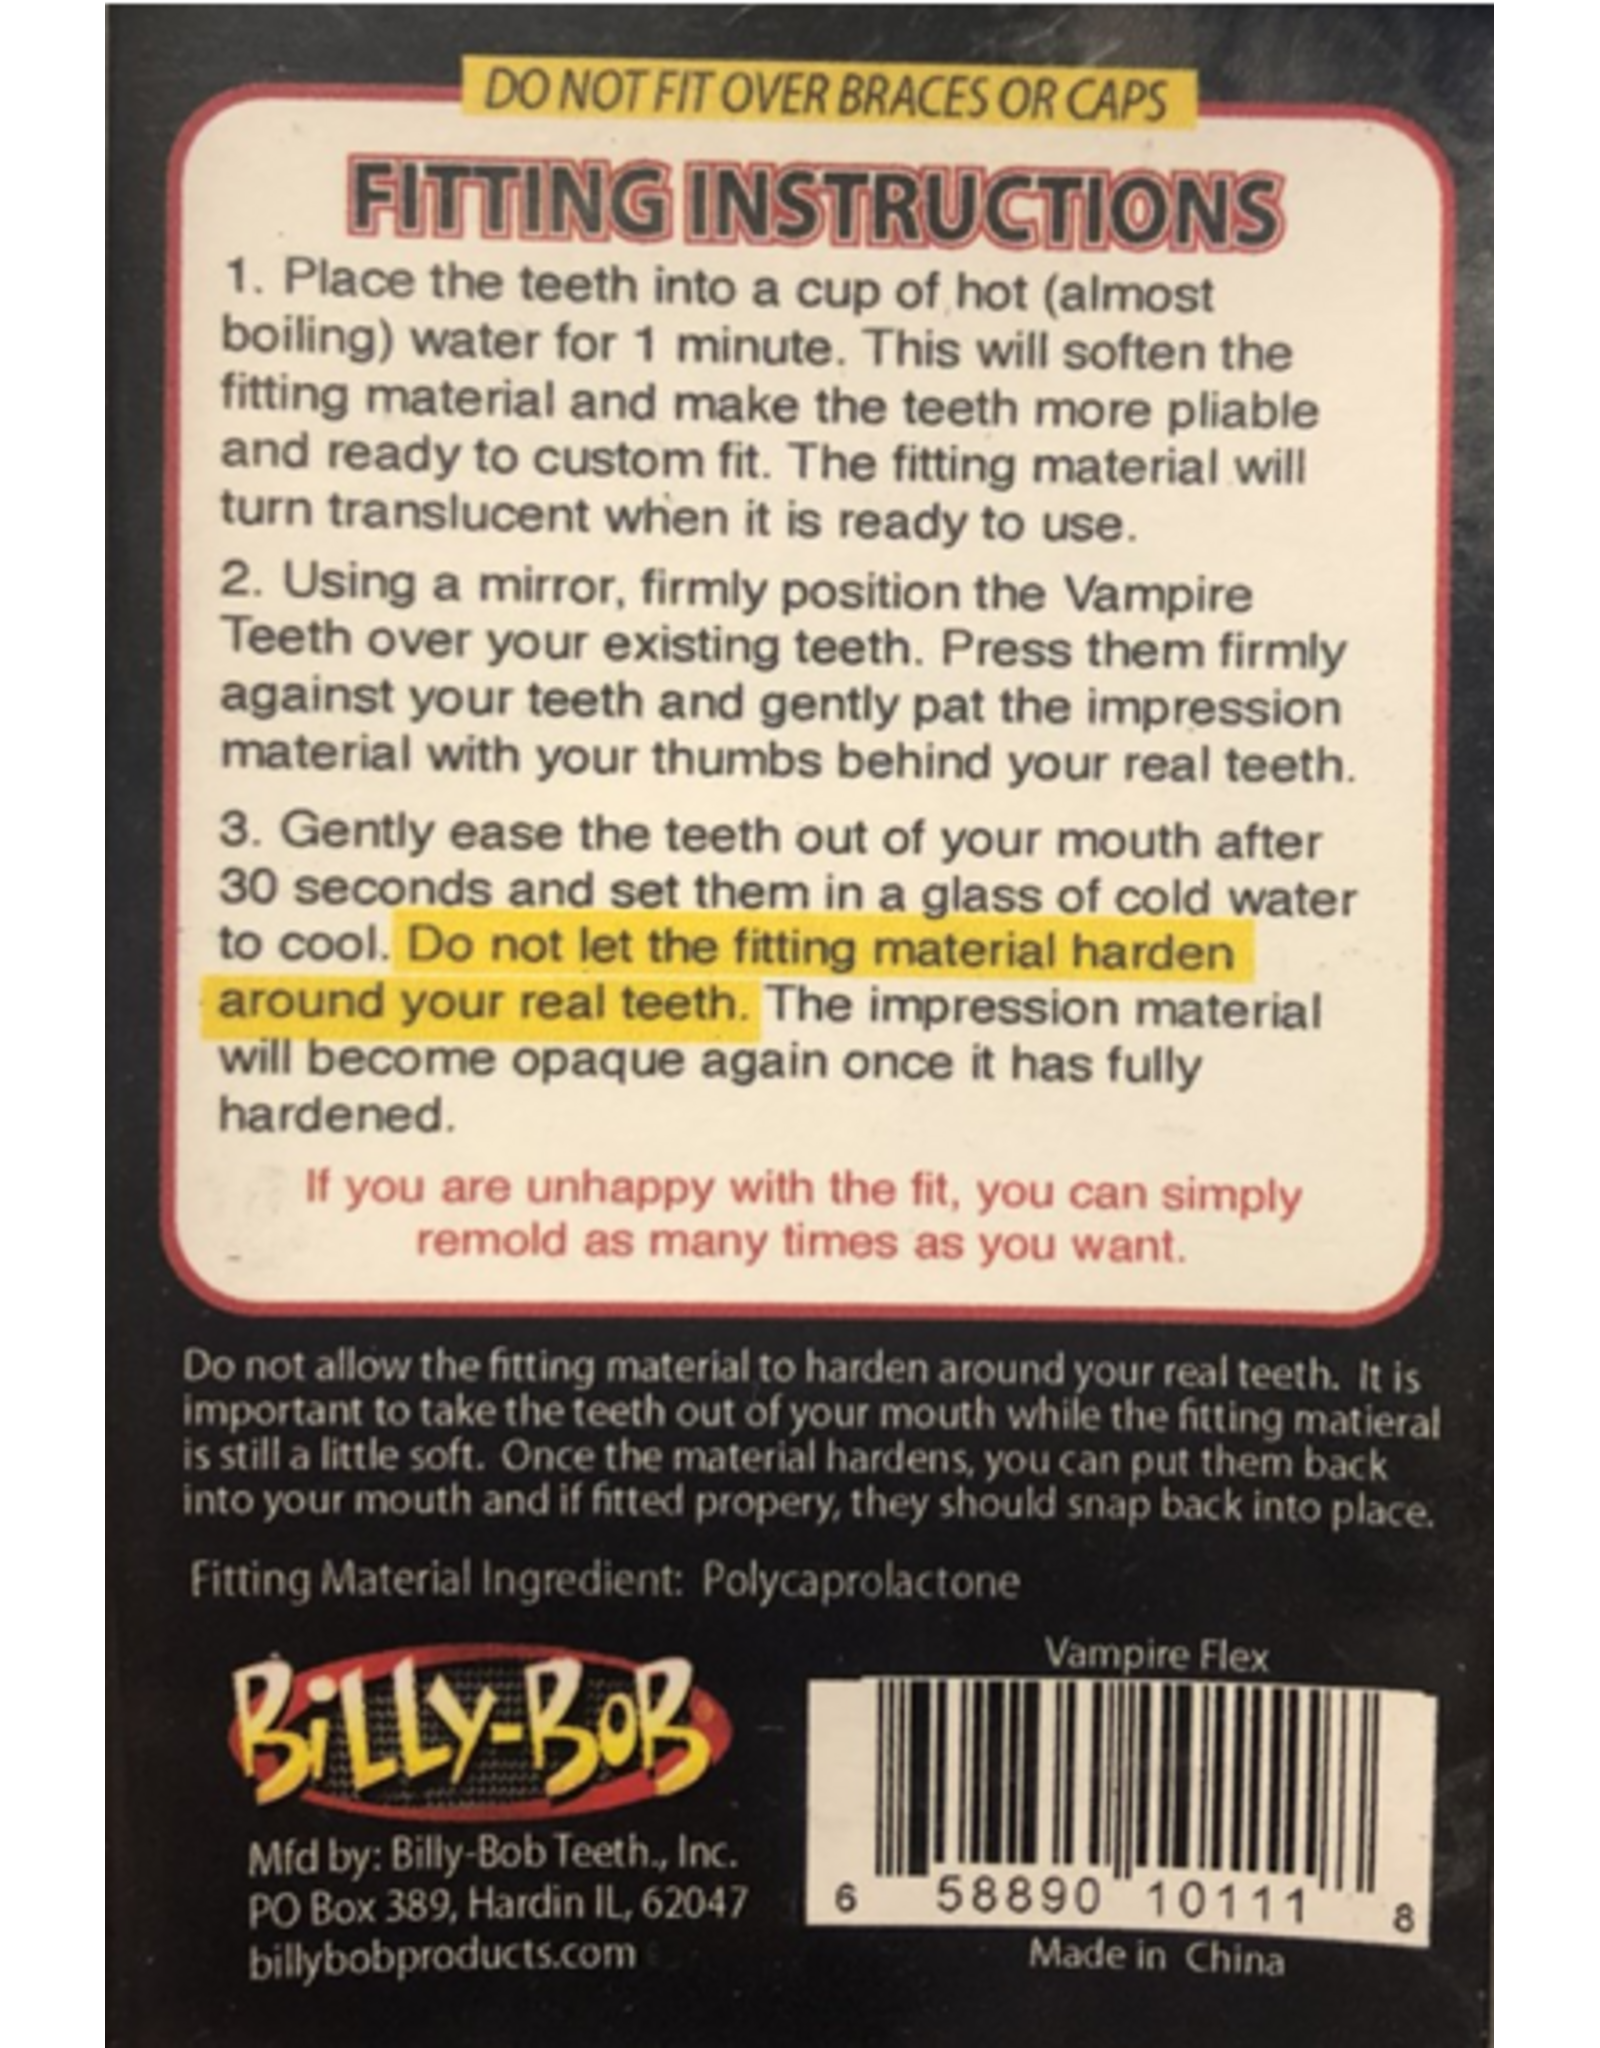 DO NOT FIT OVER BRACES OR CAPS
FITTING INSTRUCTIONS
1. Place the teeth into a cup of hot (almost
boiling) water for 1 minute. This will soften the
fitting material and make the teeth more pliable
and ready to custom fit. The fitting material will
turn translucent when it is ready to use.
2. Using a mirror, firmly position the Vampire
Teeth over your existing teeth. Press them firmly
against your teeth and gently pat the impression
material with your thumbs behind your real teeth.
3. Gently ease the teeth out of your mouth after
30 seconds and set them in a glass of cold water
to cool. Do not let the fitting material harden
around your real teeth. The impression material
will become opaque again once it has fully
hardened.
If you are unhappy with the fit, you can simply
remold as many times as you want.
Do not allow the fitting material to harden around your real teeth. It is
important to take the teeth out of your mouth while the fitting matieral
is still a little soft. Once the material hardens, you can put them back
into your mouth and if fitted propery, they should snap back into place.
Fitting Material Ingredient: Polycaprolactone
BiLLY-BoB
Mfd by: Billy-Bob Teeth., Inc.
PO Box 389, Hardin IL, 62047
billybobproducts.com
Vampire Flex
6 58890 10111 8
Made in China